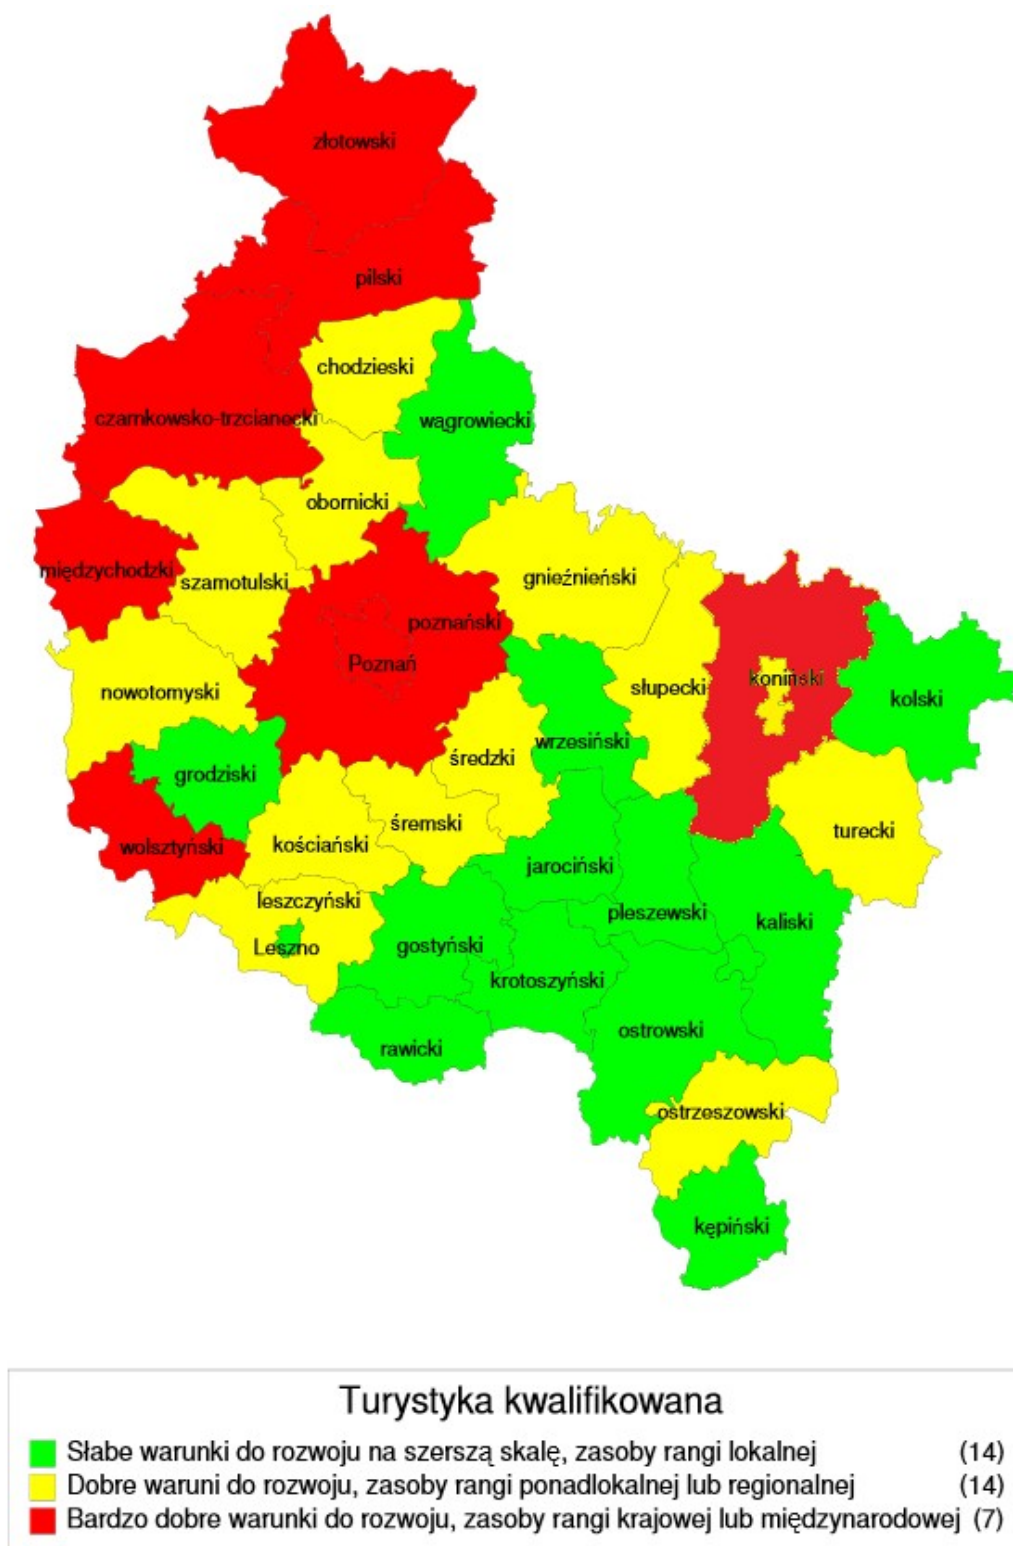 złotowski
pilski
chodzieski
czarnkowsko-trzcianecki
wągrowiecki
obornicki
międzychodzki
szamotulski
gnieźnieński
poznański
Poznań
koniński
słupecki
nowotomyski
kolski
wrzesiński
średzki
grodziski
śremski
turecki
kościański
wolsztyński
jarociński
leszczyński
pleszewski
kaliski
gostyński
Leszno
krotoszyński
ostrowski
rawicki
ostrzeszowski
kępiński
Turystyka kwalifikowana
Słabe warunki do rozwoju na szerszą skalę, zasoby rangi lokalnej (14)
Dobre waruni do rozwoju, zasoby rangi ponadlokalnej lub regionalnej (14)
Bardzo dobre warunki do rozwoju, zasoby rangi krajowej lub międzynarodowej (7)